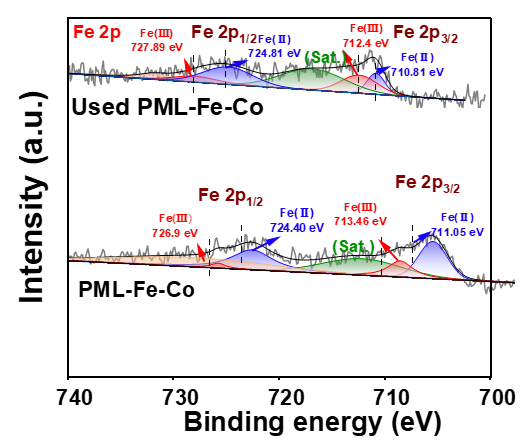 Fe 2p
Fe(III)
727.89 eV
Fe 2p1/2
Fe(II)
724.81 eV
(Sat.)
Fe(III)
712.4 eV
Fe 2p3/2
Fe(II)
710.81 eV
Used PML-Fe-Co
Fe 2p1/2
Fe 2p3/2
Fe(III)
726.9 eV
Fe(II)
724.40 eV
(Sat.)
Fe(III)
713.46 eV
Fe(II)
711.05 eV
PML-Fe-Co
Intensity (a.u.)
740 730 720 710 700
Binding energy (eV)